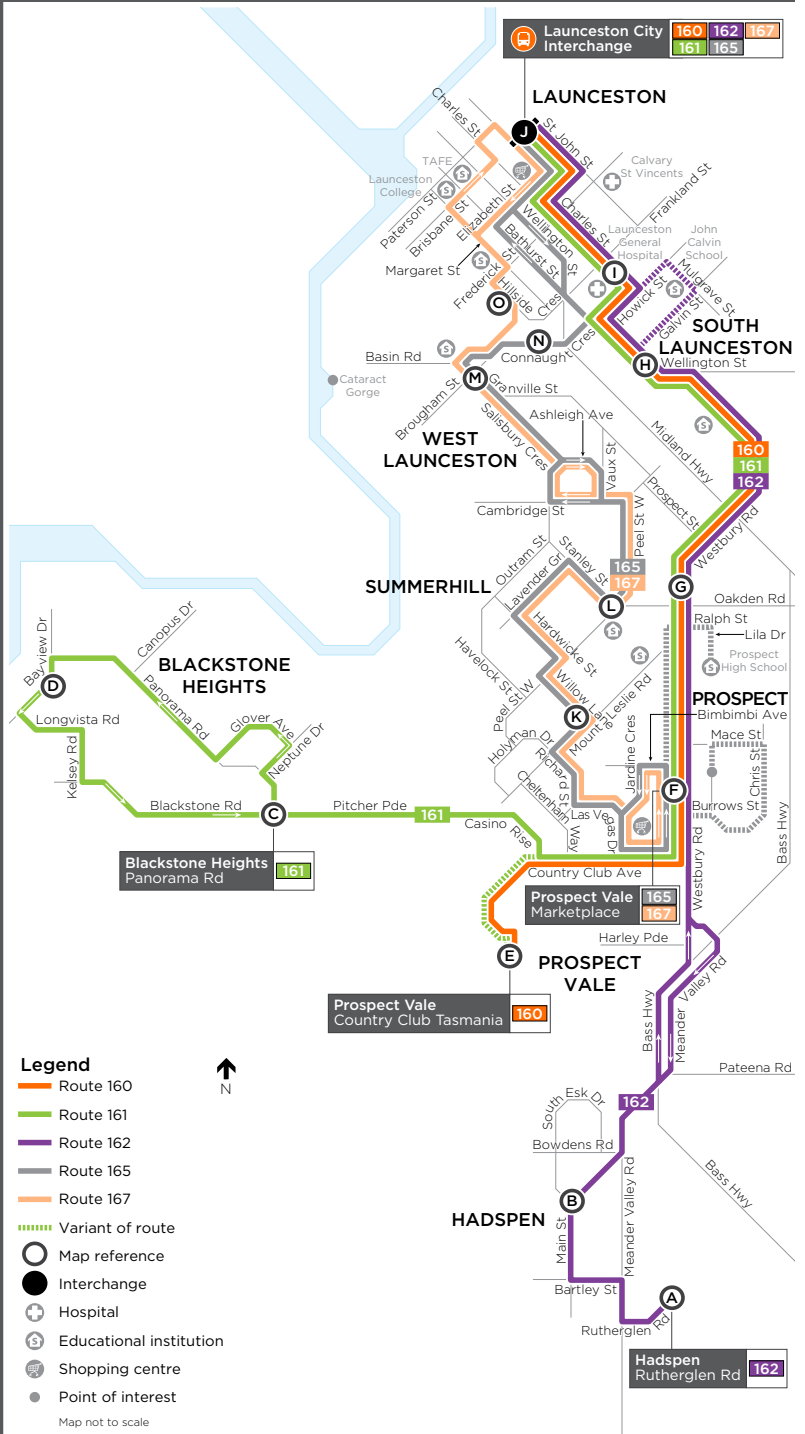 Launceston City
Interchange
160 162 167
161 165
LAUNCESTON
J
St John St
Charles St
TAFE
Launceston
College
Paterson St
Brisbane St
Elizabeth St
Margaret St
Wellington St
Bathurst St
Calvary
St Vincents
Frankland St
Charles St
Launceston
General
Hospital
John
Calvin
School
Mulgrave St
Howick St
Galvin St
I
Frederick St
Hillside Cres
O
SOUTH
LAUNCESTON
H
Wellington St
N
Connaught Cres
Basin Rd
M
Cataract
Gorge
Brougham St
Granville St
Ashleigh Ave
Salisbury Cres
WEST
LAUNCESTON
Vaux St
Midland Hwy
160
161
162
Cambridge St
Peel St W
Prospect St
Westbury Rd
Outram St
Stanley St
165
167
SUMMERHILL
Lavender Gr
L
G
Oakden Rd
Ralph St
Lila Dr
Prospect
High School
Hardwicke St
Havelock St
Peel St W
Willow Lane
Mount Leslie Rd
K
PROSPECT
Bimbimbi Ave
Mace St
Chris St
Burrows St
Bass Hwy
Holyman Dr
Richard St
Cheltenham Way
Jardine Cres
Las Vegas Dr
F
Westbury Rd
Canopus Dr
BLACKSTONE
HEIGHTS
Bayview Dr
D
Panorama Rd
Glover Ave
Neptune Dr
Longvista Rd
Kelsey Rd
Blackstone Rd
C
Pitcher Pde
161
Casino Rise
Country Club Ave
Blackstone Heights
Panorama Rd
161
Prospect Vale
Marketplace
165
167
Harley Pde
E
PROSPECT
VALE
Prospect Vale
Country Club Tasmania
160
Bass Hwy
Meander Valley Rd
Pateena Rd
162
South Esk Dr
Bowdens Rd
Meander Valley Rd
Bass Hwy
B
HADSPEN
Main St
Bartley St
A
Rutherglen Rd
Hadspen
Rutherglen Rd
162
Legend
N
Route 160
Route 161
Route 162
Route 165
Route 167
Variant of route
Map reference
Interchange
Hospital
Educational institution
Shopping centre
Point of interest
Map not to scale